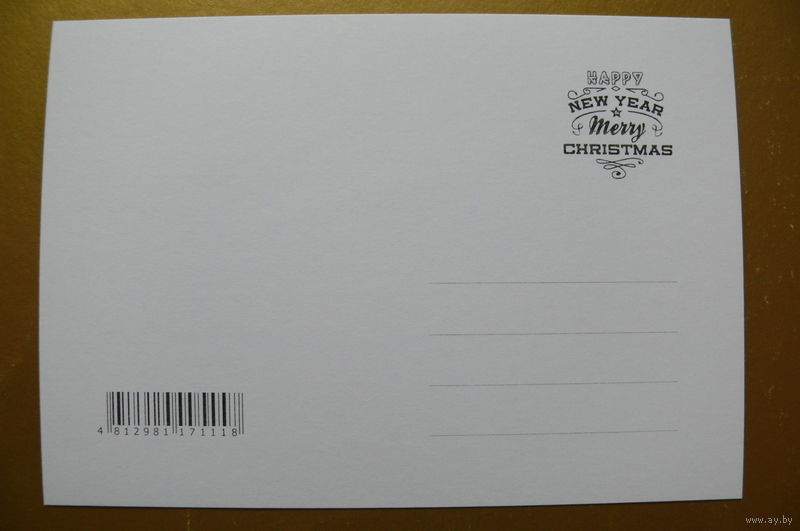 HAPPY
NEW YEAR
Merry
CHRISTMAS
4 812981 171118
www.ay.by